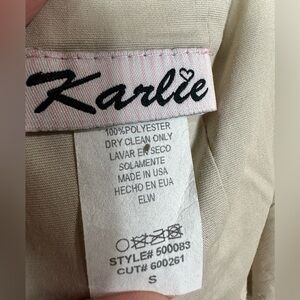 Karlie
100%POLYESTER
DRY CLEAN ONLY
LAVAR EN SECO
SOLAMENTE
MADE IN USA
HECHO EN EUA
ELW
STYLE# 500083
CUT# 600261
S